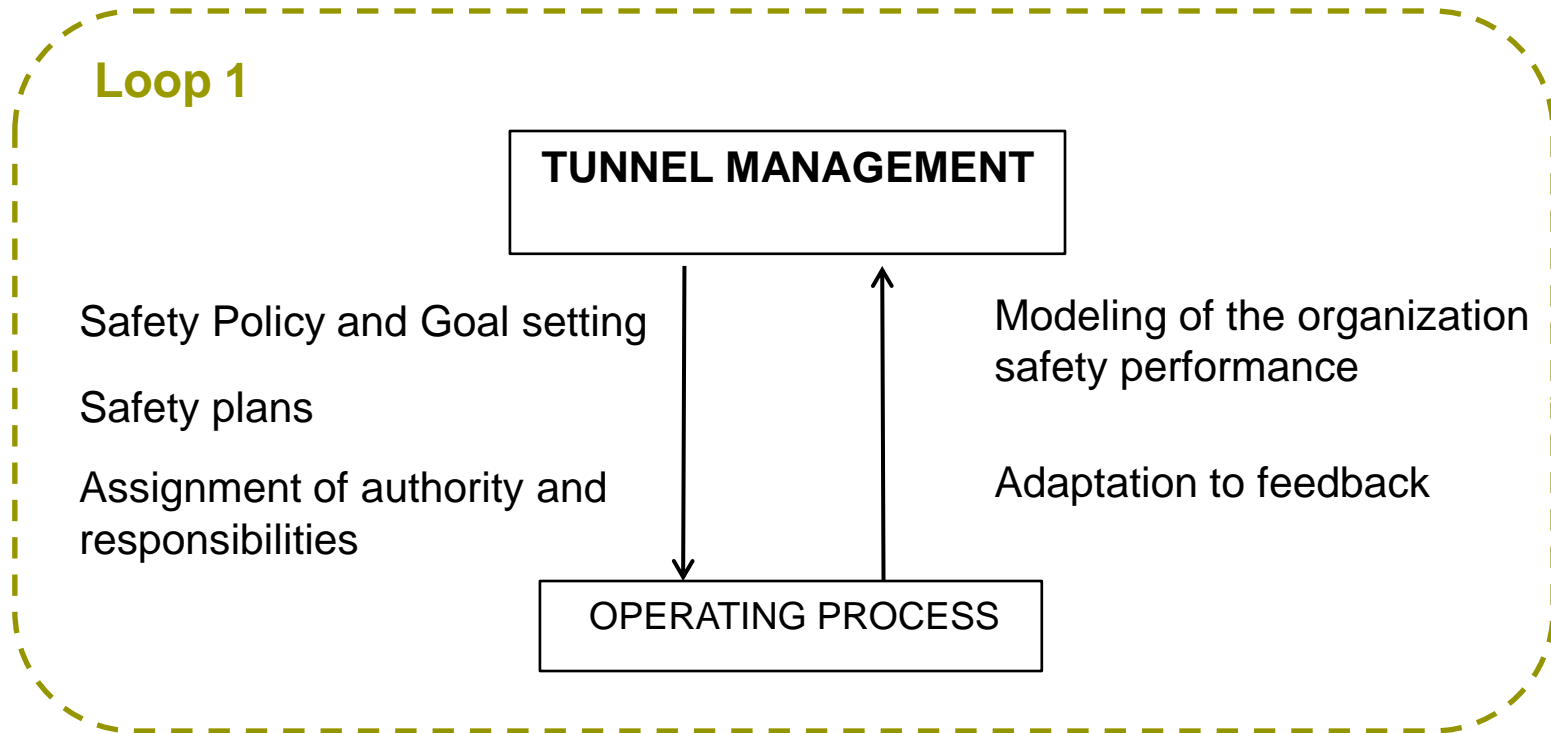 Loop 1
TUNNEL MANAGEMENT
Safety Policy and Goal setting
Safety plans
Assignment of authority and
responsibilities
Modeling of the organization
safety performance
Adaptation to feedback
OPERATING PROCESS